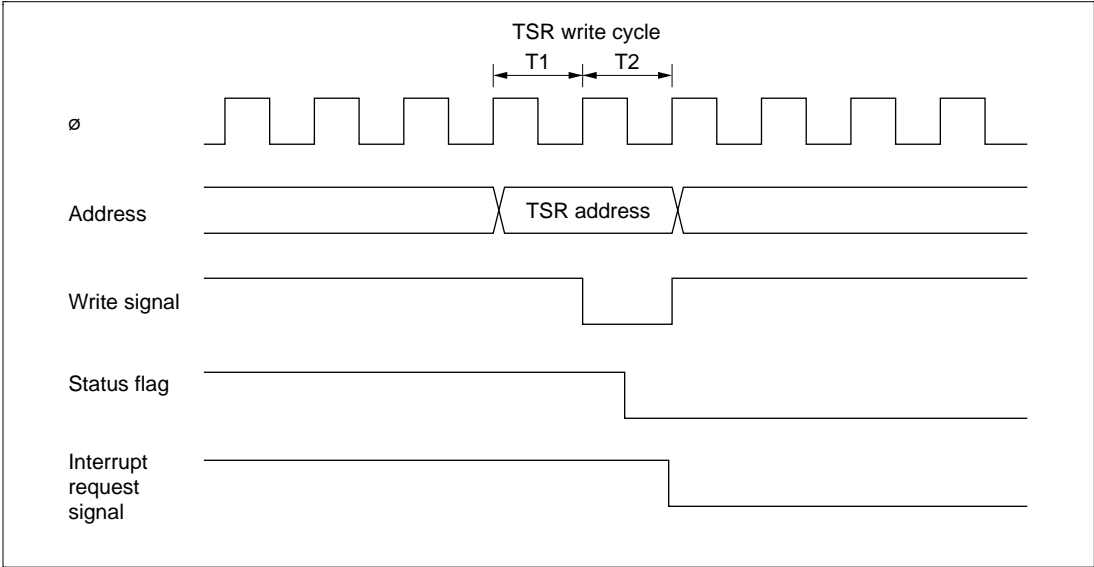 TSR write cycle
T1
T2
ø
Address
TSR address
Write signal
Status flag
Interrupt
request
signal